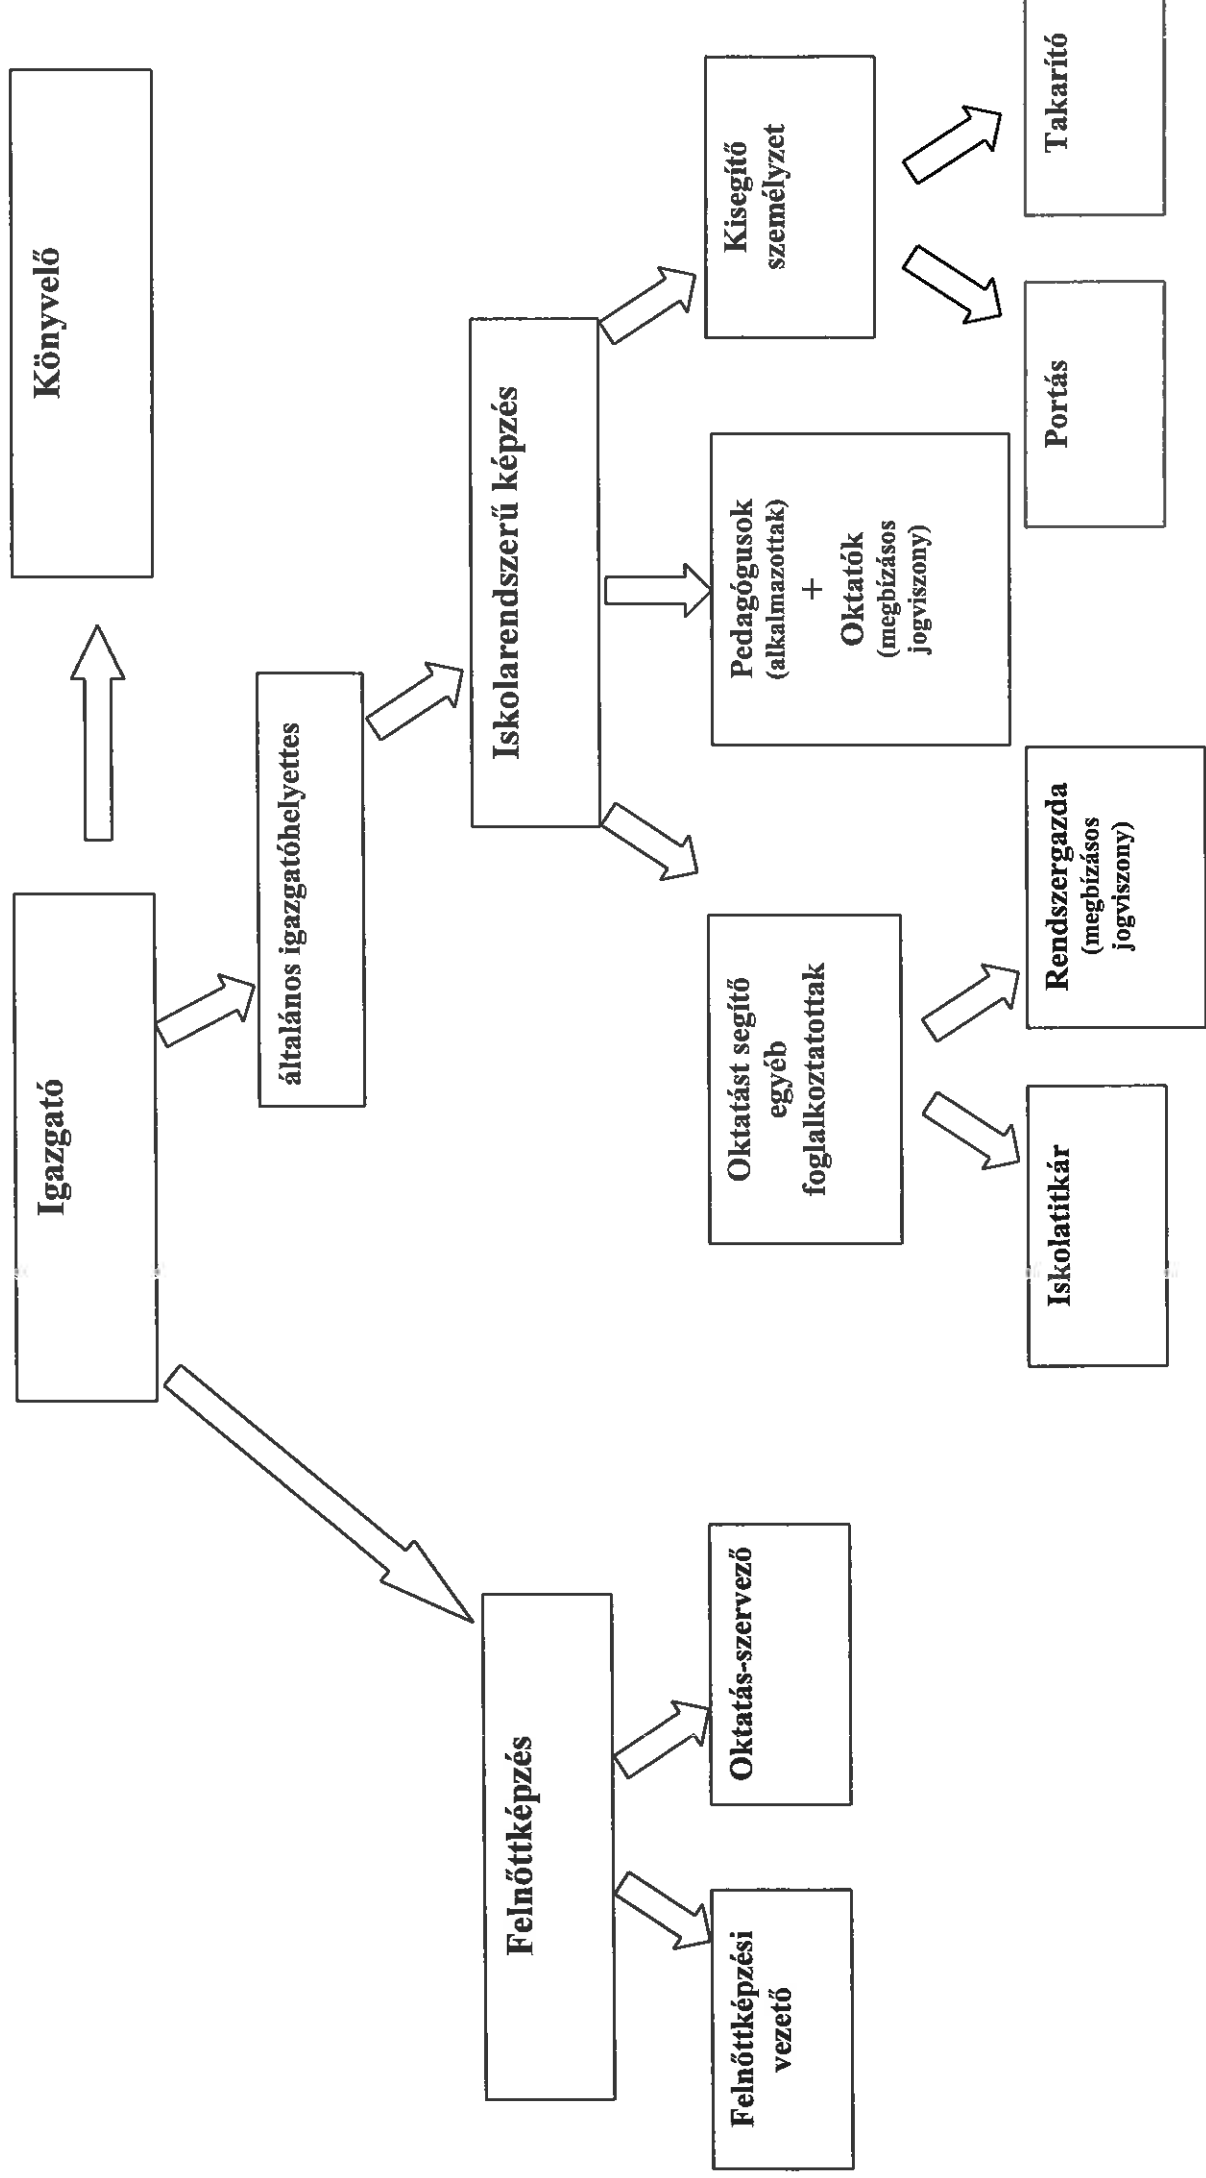 Igazgató
Könyvelő
általános igazgatóhelyettes
Felnőttképzés
Iskolarendszerű képzés
Felnőttképzési
vezető
Oktatás-szervező
Oktatást segítő
egyéb
foglalkoztatottak
Pedagógusok
(alkalmazottak)
+
Oktatók
(megbízásos
jogviszony)
Kisegítő
személyzet
Iskolatitkár
Rendszergazda
(megbízásos
jogviszony)
Portás
Takarító